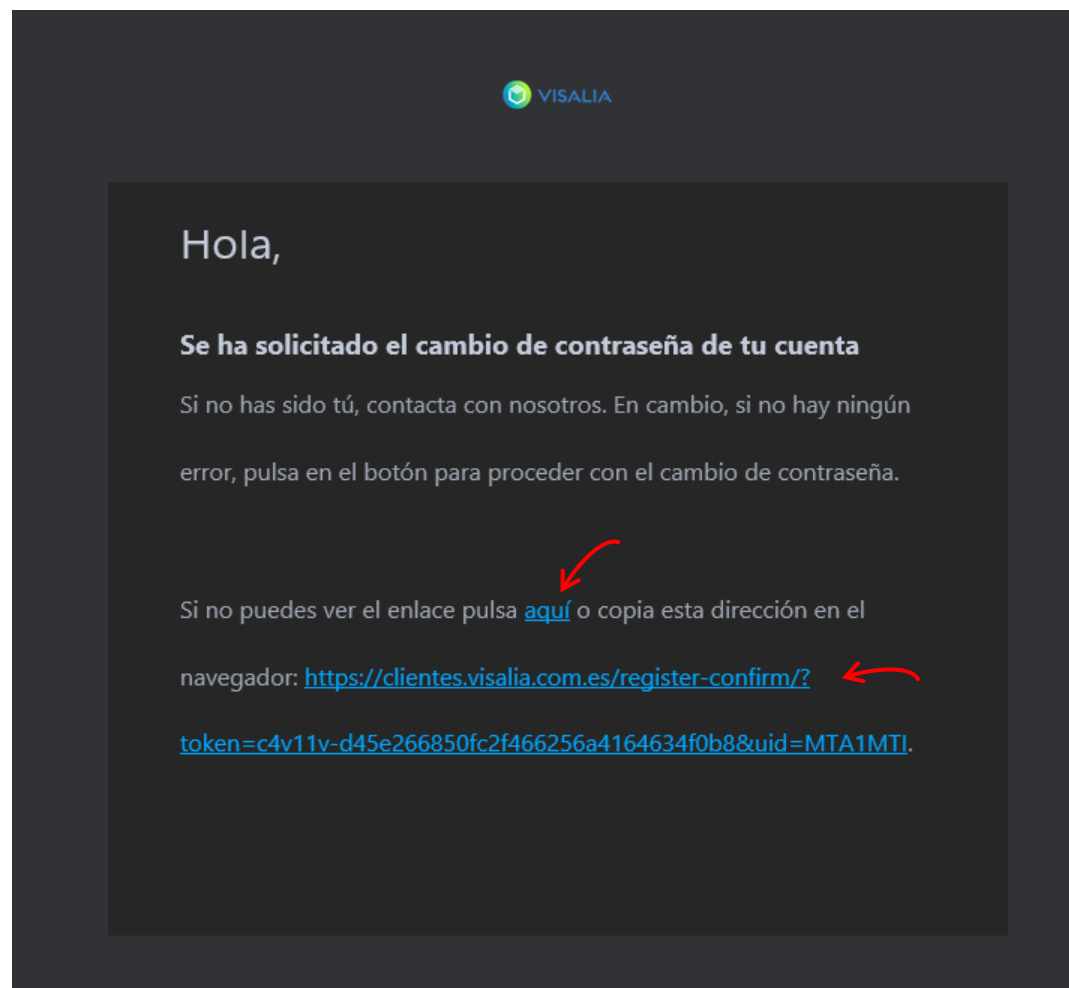 VISALIA
Hola,
Se ha solicitado el cambio de contraseña de tu cuenta
Si no has sido tú, contacta con nosotros. En cambio, si no hay ningún
error, pulsa en el botón para proceder con el cambio de contraseña.
Si no puedes ver el enlace pulsa aquí o copia esta dirección en el
navegador: https://clientes.visalia.com.es/register-confirm/?
token=c4v11v-d45e266850fc2f466256a4164634f0b8&uid=MTA1MTI.